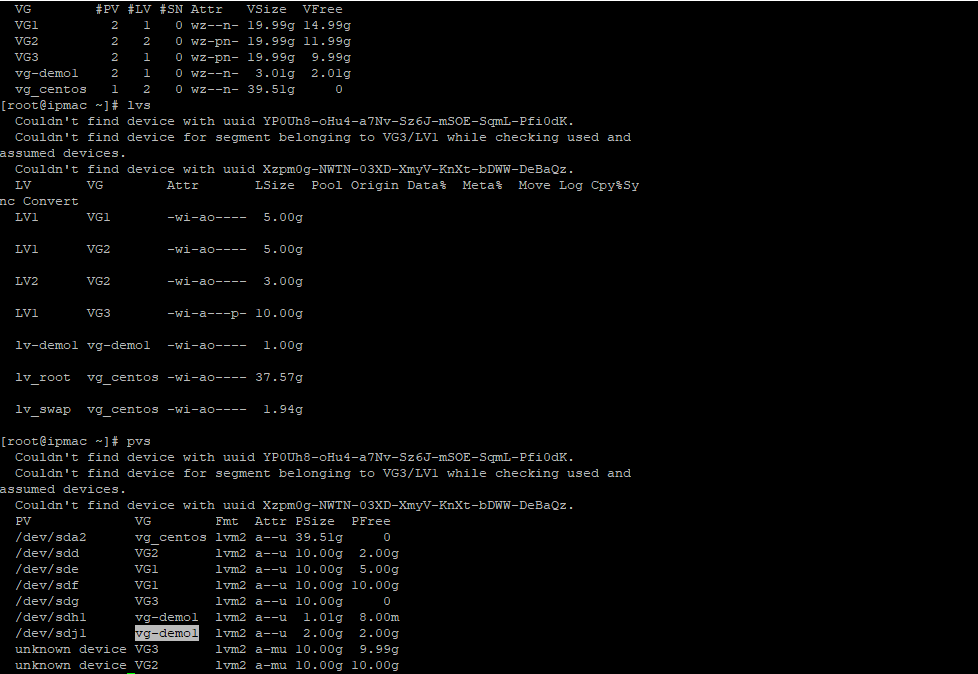 VG #PV #LV #SN Attr VSize VFree
VG1 2 1 0 wz--n- 19.99g 14.99g
VG2 2 2 0 wz-pn- 19.99g 11.99g
VG3 2 1 0 wz-pn- 19.99g 9.99g
vg-demo1 2 1 0 wz--n- 3.01g 2.01g
vg_centos 1 2 0 wz--n- 39.51g 0
[root@ipmac ~]# lvs
Couldn't find device with uuid YP0Uh8-oHu4-a7Nv-Sz6J-mSOE-SqmL-Pfi0dK.
Couldn't find device for segment belonging to VG3/LV1 while checking used and
assumed devices.
Couldn't find device with uuid Xzpm0g-NWTN-03XD-XmyV-KnXt-bDWW-DeBaQz.
LV VG Attr LSize Pool Origin Data% Meta% Move Log Cpy%Sy
nc Convert
LV1 VG1 -wi-ao---- 5.00g
LV1 VG2 -wi-ao---- 5.00g
LV2 VG2 -wi-ao---- 3.00g
LV1 VG3 -wi-a---p- 10.00g
lv-demo1 vg-demo1 -wi-ao---- 1.00g
lv_root vg_centos -wi-ao---- 37.57g
lv_swap vg_centos -wi-ao---- 1.94g
[root@ipmac ~]# pvs
Couldn't find device with uuid YP0Uh8-oHu4-a7Nv-Sz6J-mSOE-SqmL-Pfi0dK.
Couldn't find device for segment belonging to VG3/LV1 while checking used and
assumed devices.
Couldn't find device with uuid Xzpm0g-NWTN-03XD-XmyV-KnXt-bDWW-DeBaQz.
PV VG Fmt Attr PSize PFree
/dev/sda2 vg_centos lvm2 a--u 39.51g 0
/dev/sdd VG2 lvm2 a--u 10.00g 2.00g
/dev/sde VG1 lvm2 a--u 10.00g 5.00g
/dev/sdf VG1 lvm2 a--u 10.00g 10.00g
/dev/sdg VG3 lvm2 a--u 10.00g 0
/dev/sdh1 vg-demo1 lvm2 a--u 1.01g 8.00m
/dev/sdj1 vg-demo1 lvm2 a--u 2.00g 2.00g
unknown device VG3 lvm2 a-mu 10.00g 9.99g
unknown device VG2 lvm2 a-mu 10.00g 10.00g